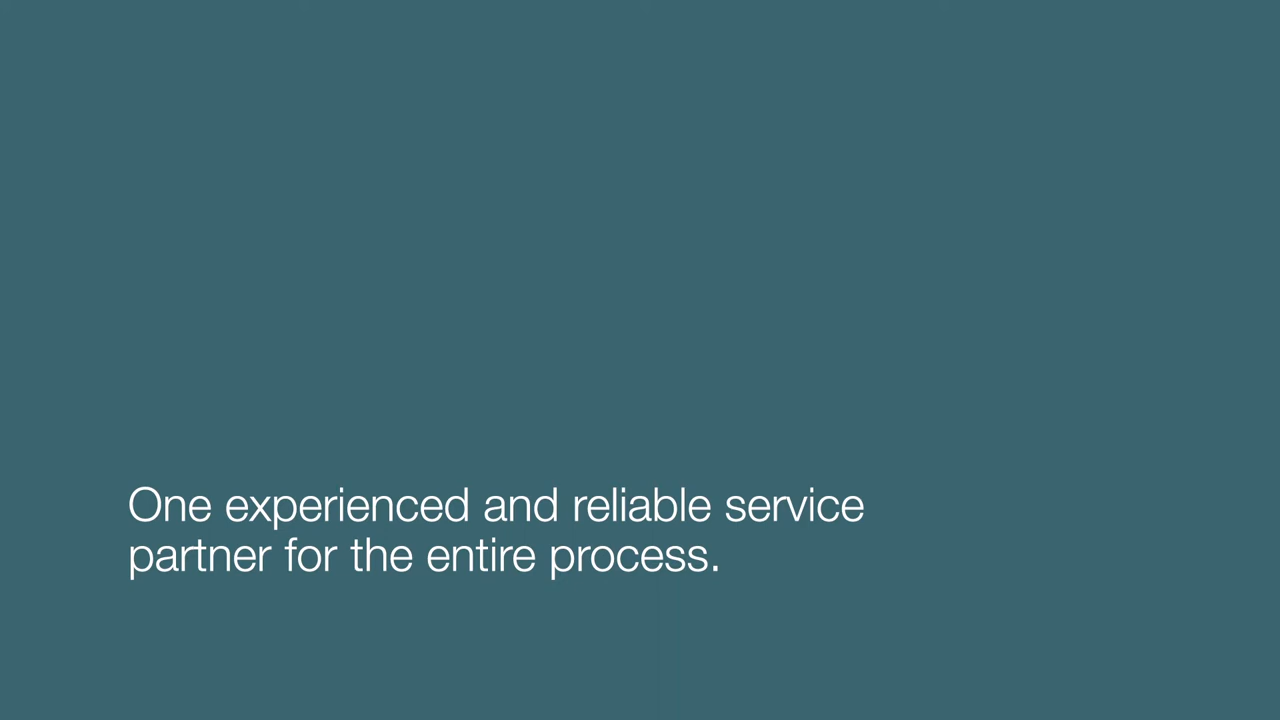 One experienced and reliable service
partner for the entire process.